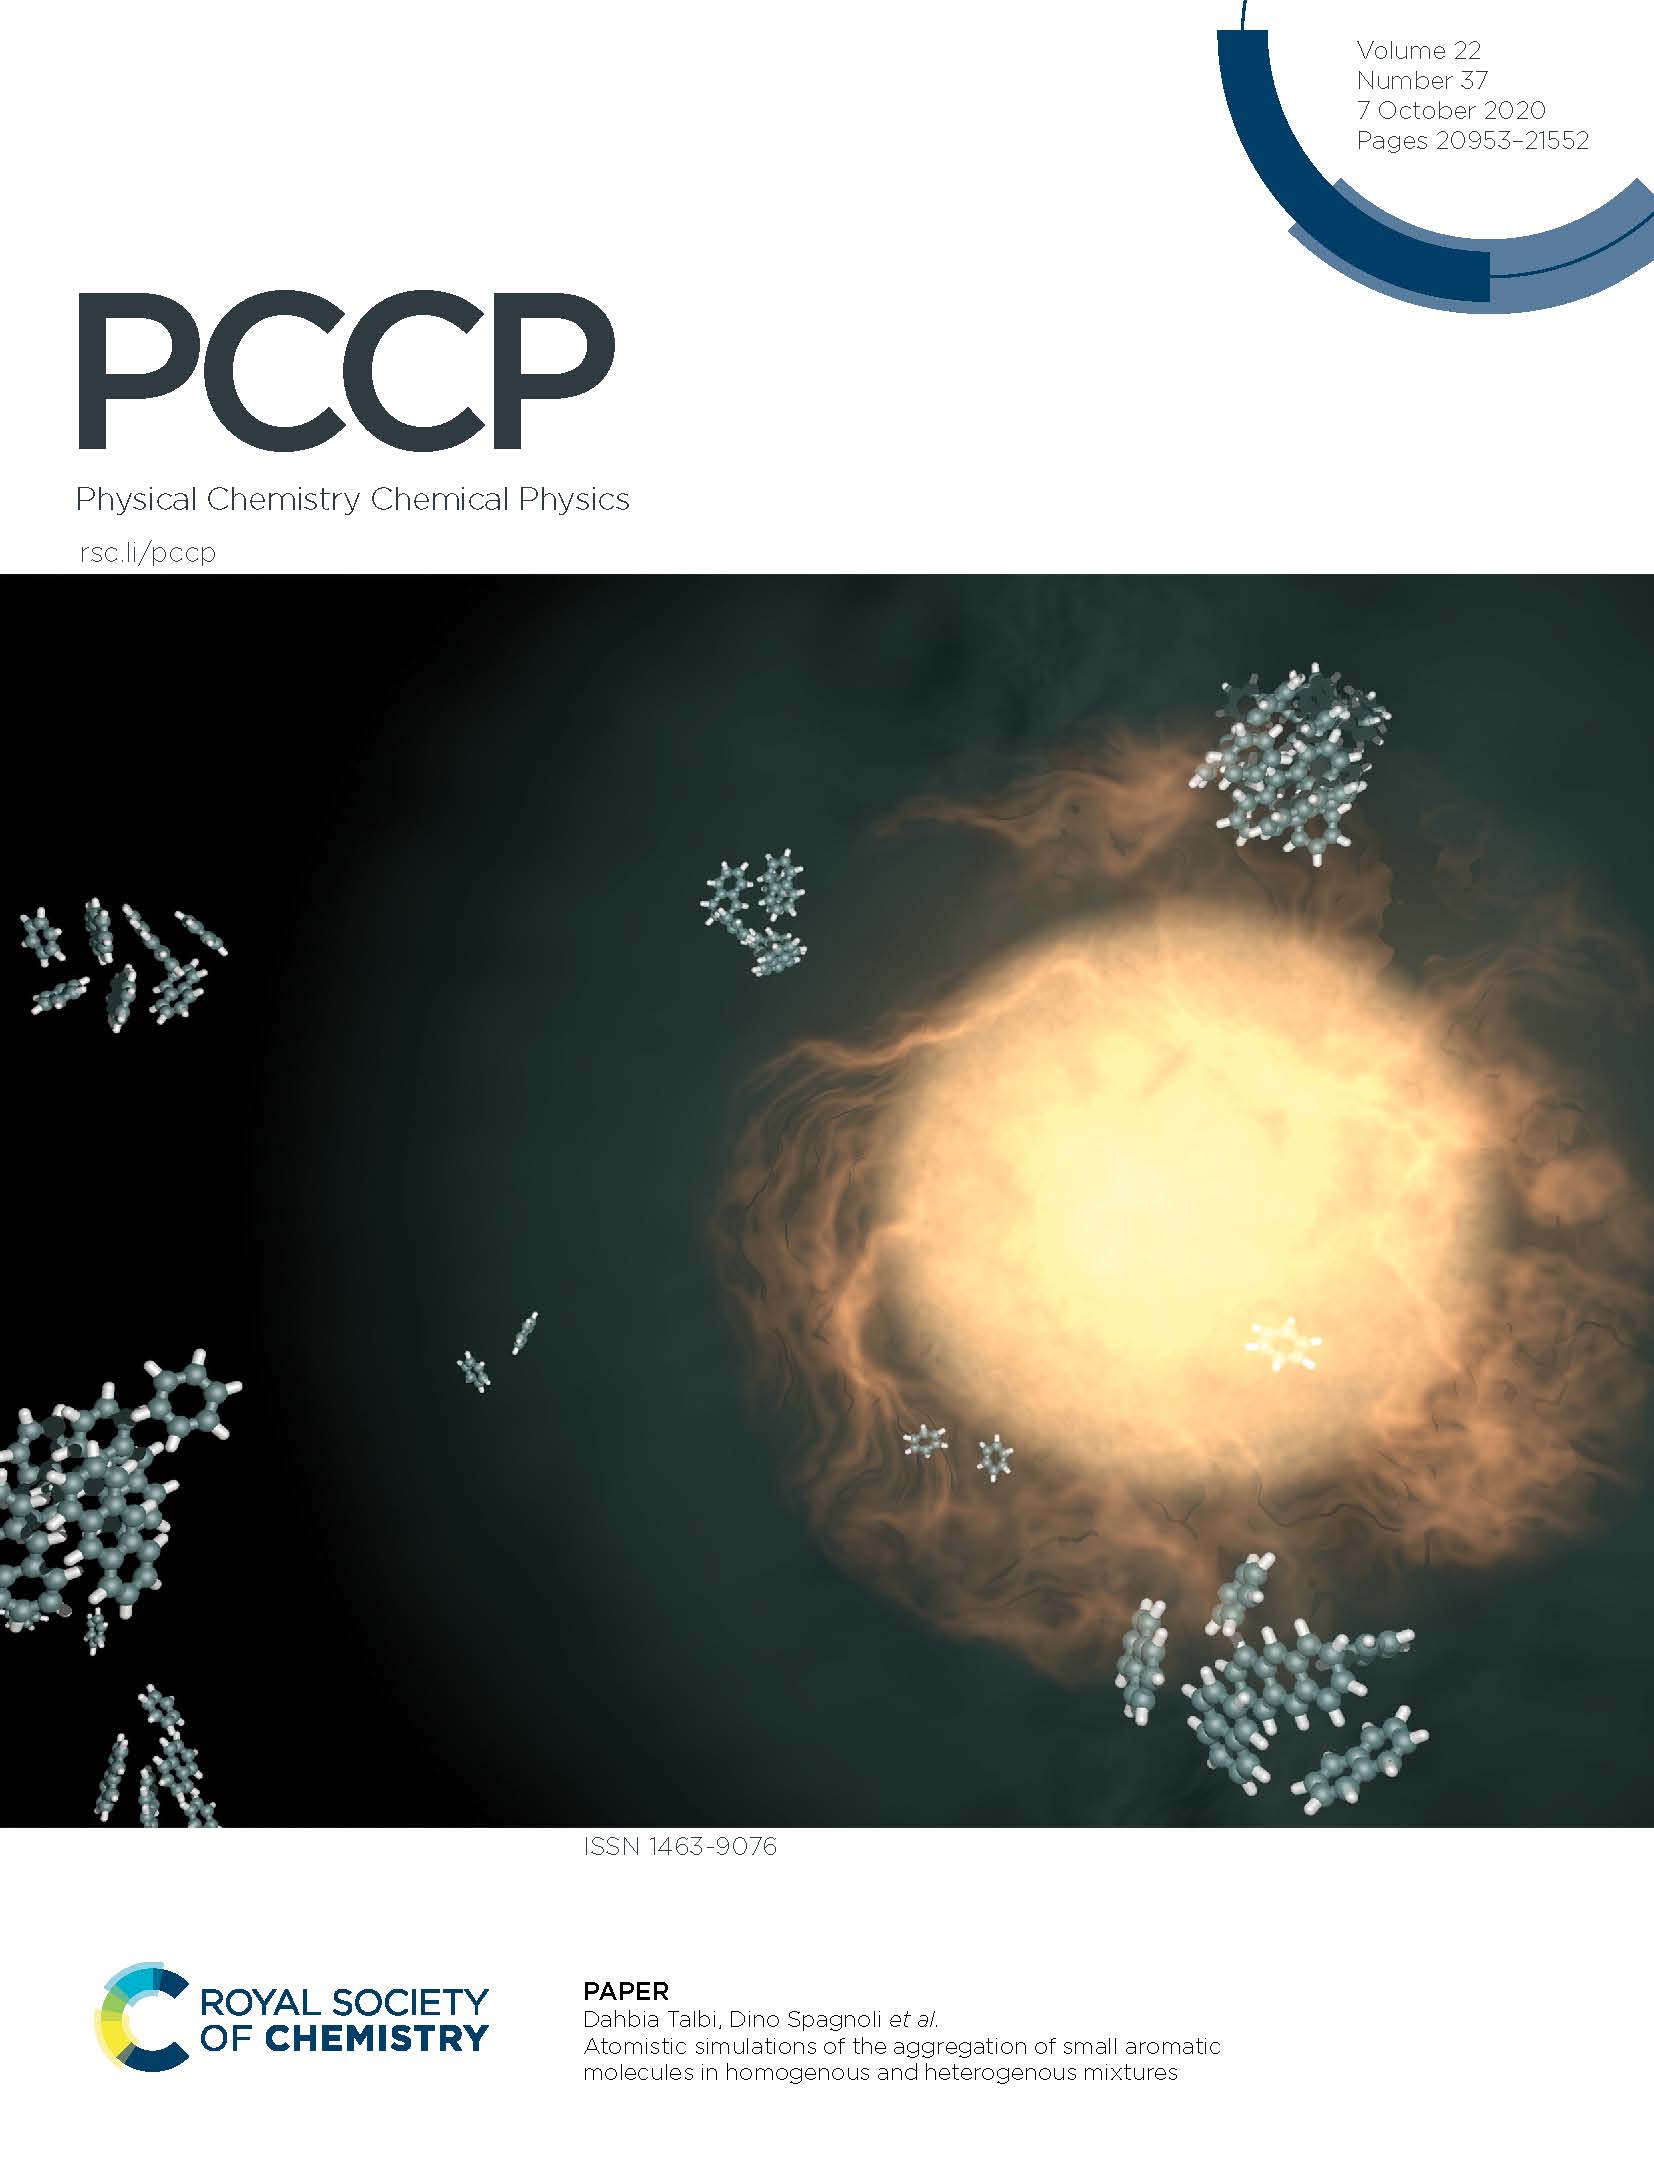 Volume 22
Number 37
7 October 2020
Pages 20953–21552
PCCP
Physical Chemistry Chemical Physics
rsc.li/pccp
ISSN 1463-9076
ROYAL SOCIETY
OF CHEMISTRY
PAPER
Dahbia Talbi, Dino Spagnoli et al.
Atomistic simulations of the aggregation of small aromatic
molecules in homogenous and heterogenous mixtures